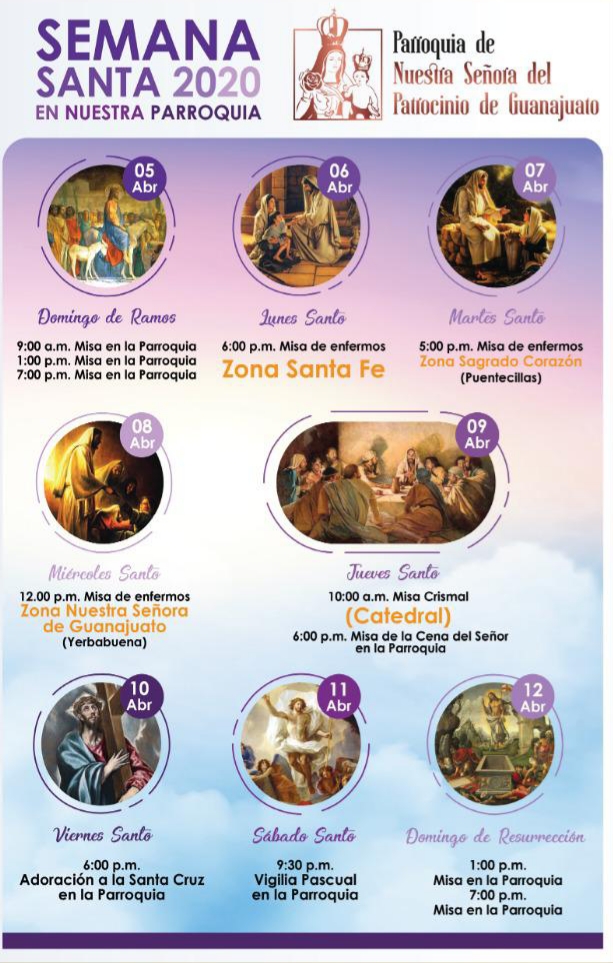 SEMANA
SANTA 2020
EN NUESTRA PARROQUIA
Parroquia de
Nuestra Señora del
Patrocinio de Guanajuato
05
Abr
Domingo de Ramos
9:00 a.m. Misa en la Parroquia
1:00 p.m. Misa en la Parroquia
7:00 p.m. Misa en la Parroquia
06
Abr
Lunes Santo
6:00 p.m. Misa de enfermos
Zona Santa Fe
07
Abr
Martes Santo
5:00 p.m. Misa de enfermos
Zona Sagrado Corazón
(Puentecillas)
08
Abr
Miércoles Santo
12.00 p.m. Misa de enfermos
Zona Nuestra Señora
de Guanajuato
(Yerbabuena)
09
Abr
Jueves Santo
10:00 a.m. Misa Crismal
(Catedral)
6:00 p.m. Misa de la Cena del Señor
en la Parroquia
10
Abr
Viernes Santo
6:00 p.m.
Adoración a la Santa Cruz
en la Parroquia
11
Abr
Sábado Santo
9:30 p.m.
Vigilia Pascual
en la Parroquia
12
Abr
Domingo de Resurrección
1:00 p.m.
Misa en la Parroquia
7:00 p.m.
Misa en la Parroquia